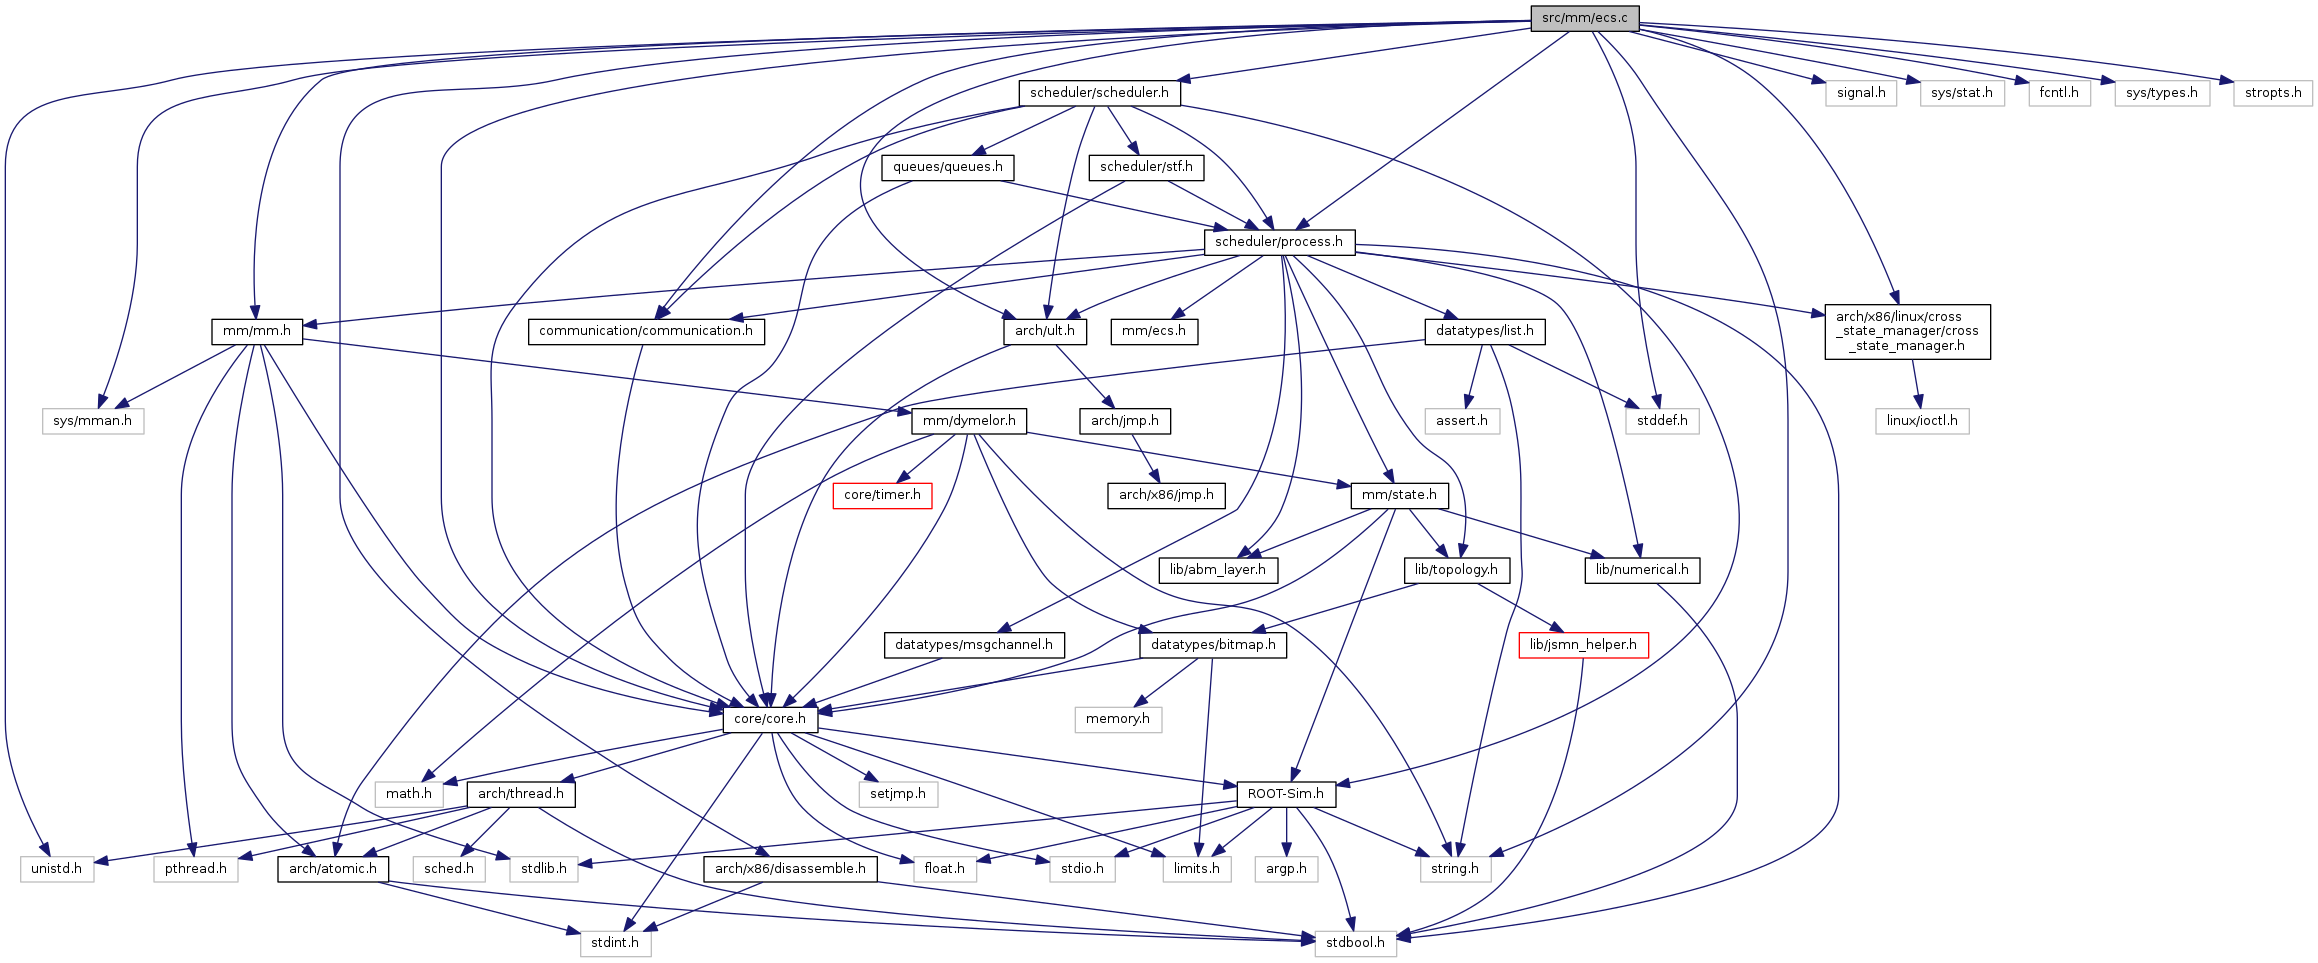 src/mm/ecs.c
scheduler/scheduler.h
signal.h
sys/stat.h
fcntl.h
sys/types.h
stropts.h
queues/queues.h
scheduler/stf.h
scheduler/process.h
mm/mm.h
communication/communication.h
arch/ult.h
mm/ecs.h
datatypes/list.h
arch/x86/linux/cross
_state_manager/cross
_state_manager.h
sys/mman.h
mm/dymelor.h
arch/jmp.h
assert.h
stddef.h
linux/ioctl.h
core/timer.h
arch/x86/jmp.h
mm/state.h
lib/abm_layer.h
lib/topology.h
lib/numerical.h
datatypes/msgchannel.h
datatypes/bitmap.h
lib/jsmn_helper.h
core/core.h
memory.h
math.h
arch/thread.h
setjmp.h
ROOT-Sim.h
unistd.h
pthread.h
arch/atomic.h
sched.h
stdlib.h
arch/x86/disassemble.h
float.h
stdio.h
limits.h
argp.h
string.h
stdint.h
stdbool.h